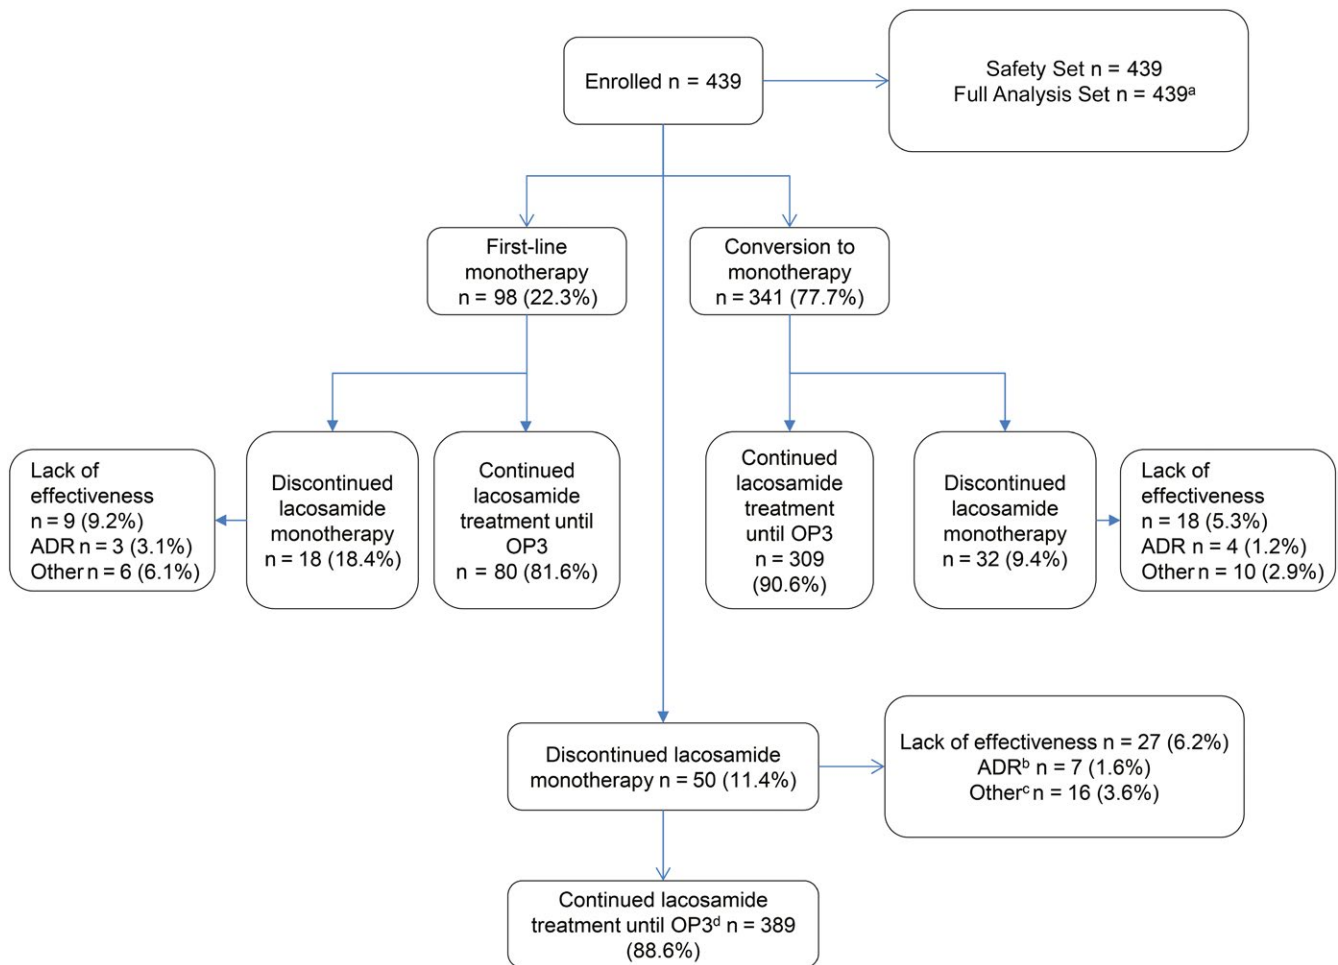 Enrolled n = 439
Safety Set n = 439
Full Analysis Set n = 439ᵃ
First-line
monotherapy
n = 98 (22.3%)
Conversion to
monotherapy
n = 341 (77.7%)
Lack of
effectiveness
n = 9 (9.2%)
ADR n = 3 (3.1%)
Other n = 6 (6.1%)
Discontinued
lacosamide
monotherapy
n = 18 (18.4%)
Continued
lacosamide
treatment until
OP3
n = 80 (81.6%)
Continued
lacosamide
treatment
until OP3
n = 309
(90.6%)
Discontinued
lacosamide
monotherapy
n = 32 (9.4%)
Lack of
effectiveness
n = 18 (5.3%)
ADR n = 4 (1.2%)
Other n = 10 (2.9%)
Discontinued lacosamide
monotherapy n = 50 (11.4%)
Lack of effectiveness n = 27 (6.2%)
ADRᵇ n = 7 (1.6%)
Otherᶜ n = 16 (3.6%)
Continued lacosamide
treatment until OP3ᵈ n = 389
(88.6%)